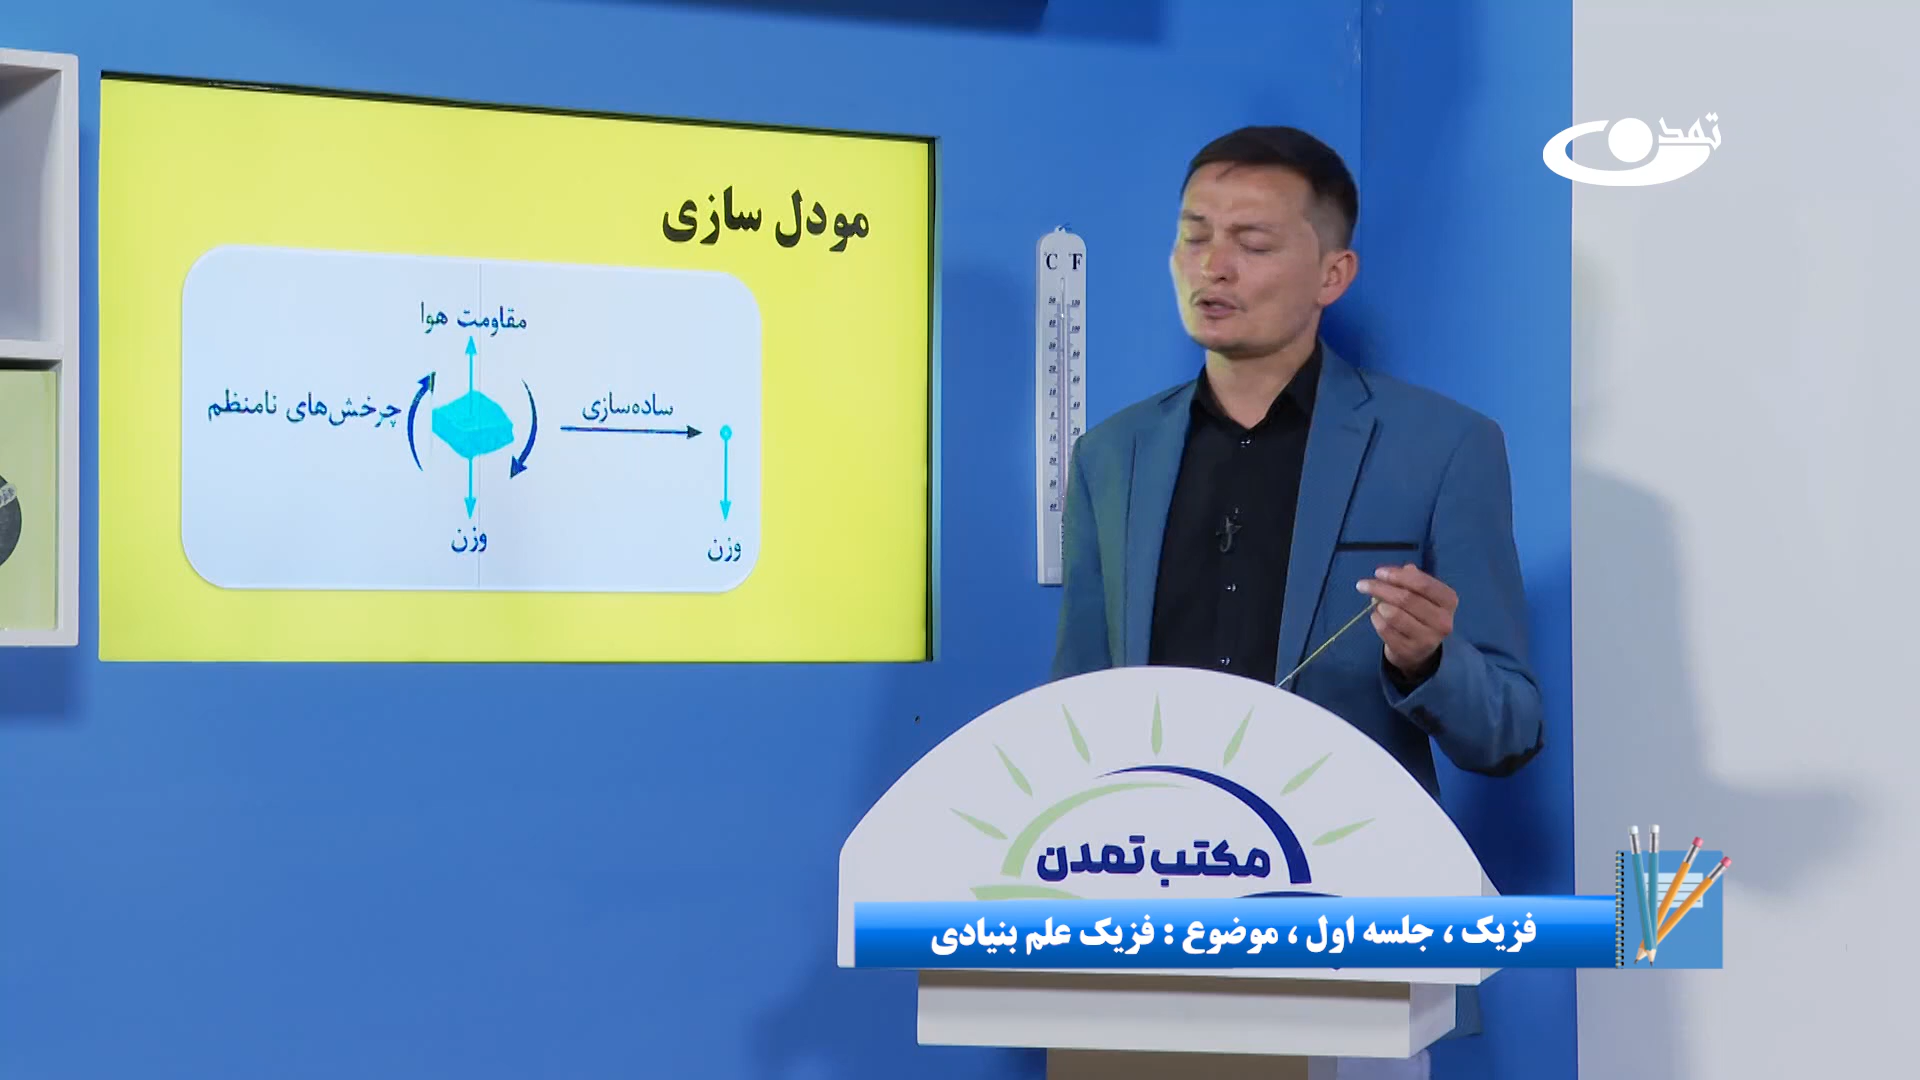 تمدن
مودل سازی
مقاومت هوا
چرخش‌های نامنظم
ساده‌سازی
وزن
وزن
C F
مکتب تمدن
فزیک ، جلسه اول ، موضوع : فزیک علم بنیادی